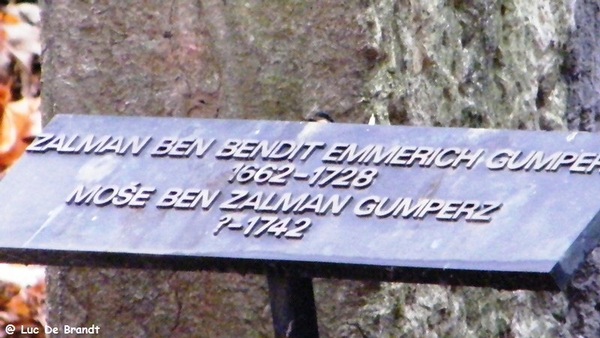 ZALMAN BEN BENDIT EMMERICH GUMPER
1662-1728
MOŠE BEN ZALMAN GUMPERZ
?-1742
@ Luc De Brandt